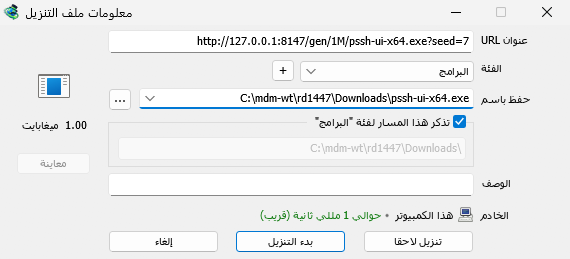 معلومات ملف التنزيل
عنوان URL
http://127.0.0.1:8147/gen/1M/pssh-ui-x64.exe?seed=7
الفئة
البرامج
+
حفظ باسم
C:\mdm-wt\rd1447\Downloads\pssh-ui-x64.exe
...
1.00 ميغابايت
تذكر هذا المسار لفئة "البرامج"
C:\mdm-wt\rd1447\Downloads\
معاينة
الوصف
الخادم
هذا الكمبيوتر • حوالي 1 مللي ثانية (قريب)
تنزيل لاحقا
بدء التنزيل
إلغاء